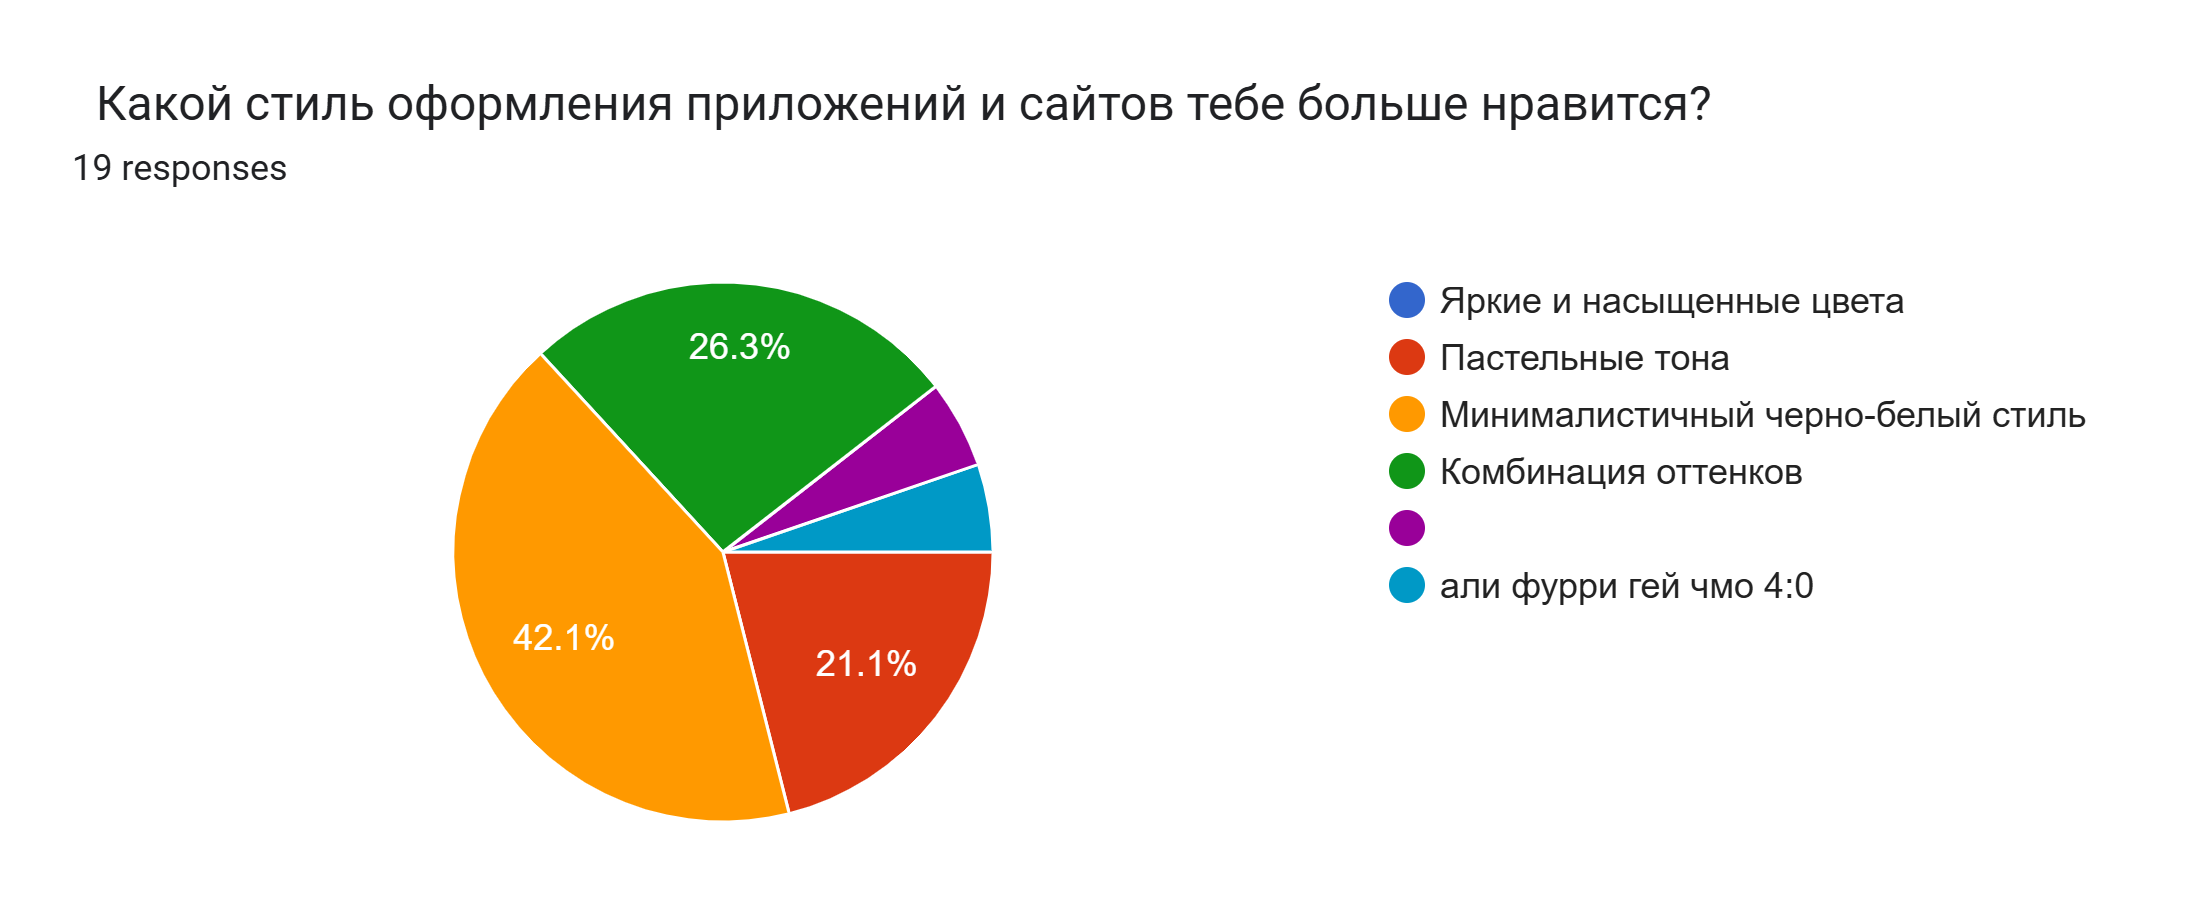 Какой стиль оформления приложений и сайтов тебе больше нравится?
19 responses
26.3%
42.1%
21.1%
Яркие и насыщенные цвета
Пастельные тона
Минималистичный черно-белый стиль
Комбинация оттенков
али фурри гей чмо 4:0